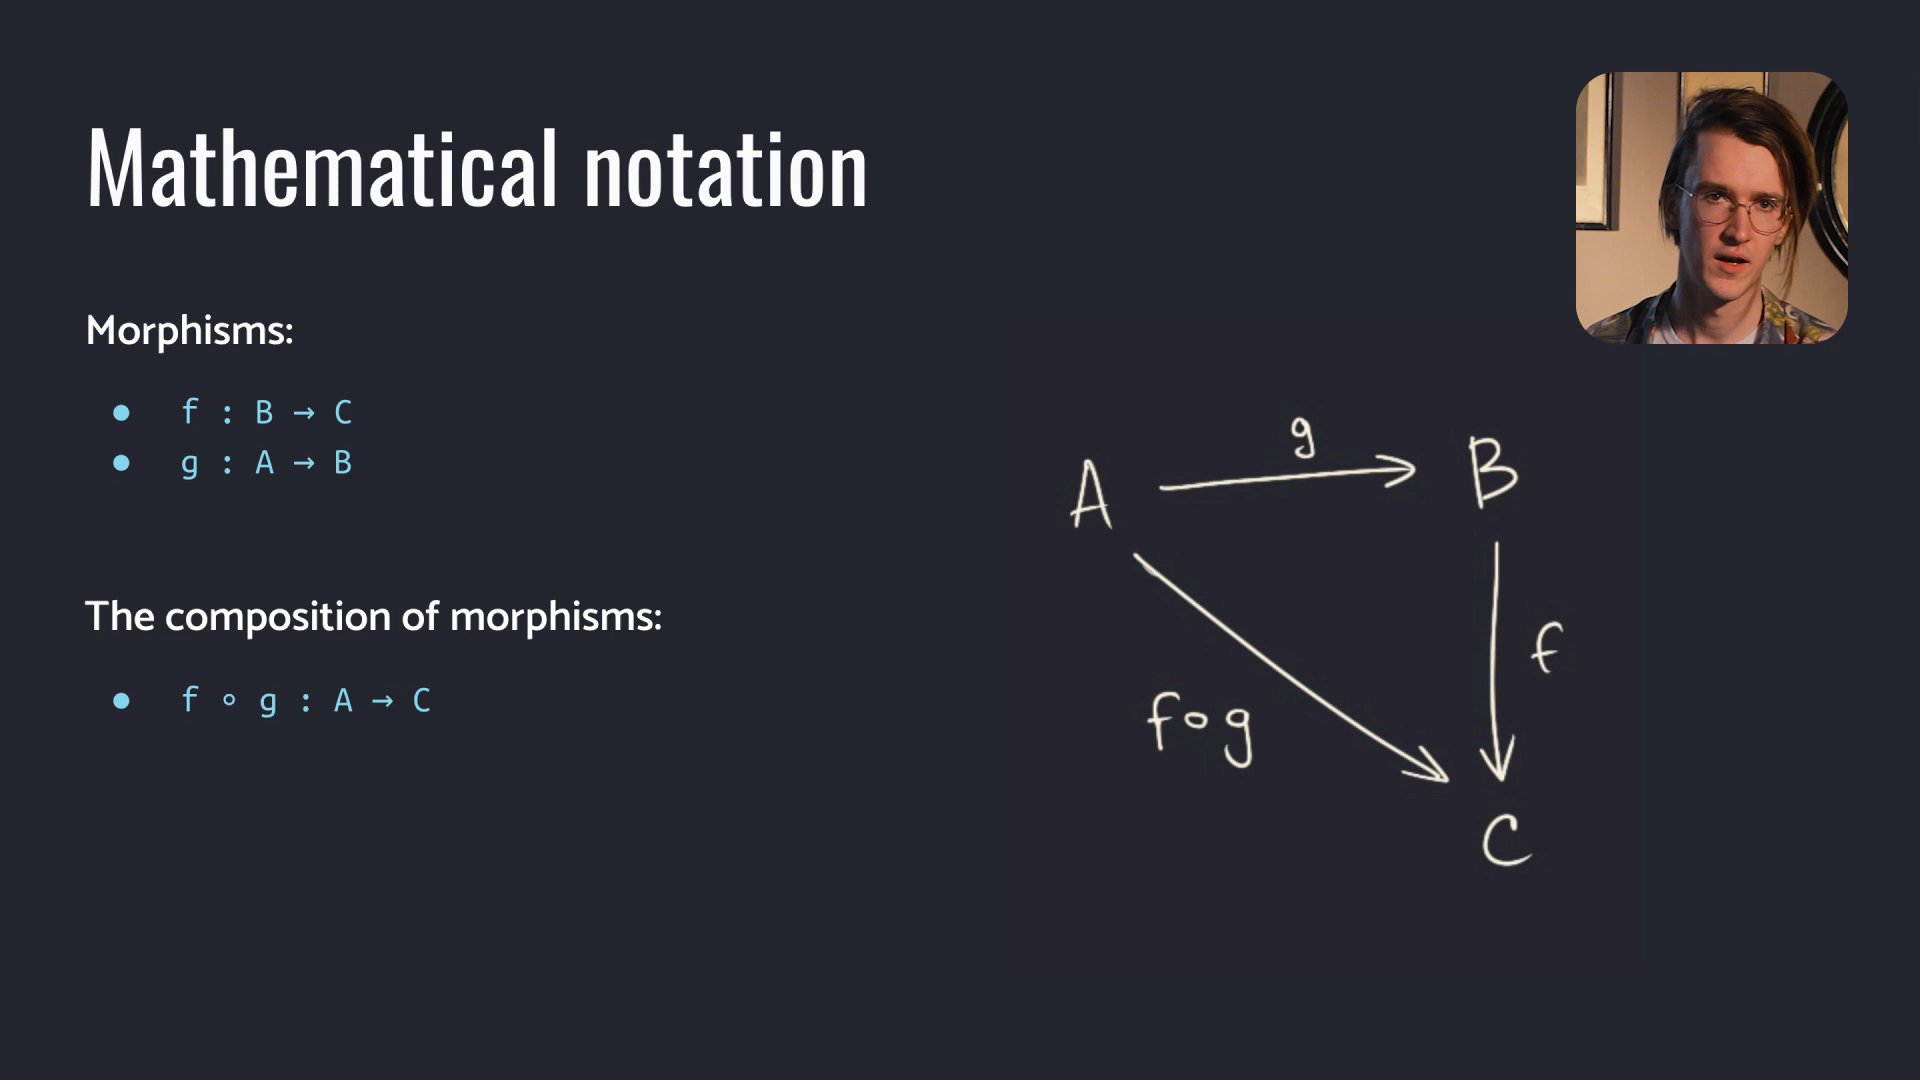 Mathematical notation
Morphisms:
● f : B → C
● g : A → B
The composition of morphisms:
● f ∘ g : A → C
g
A
B
f
f∘g
C